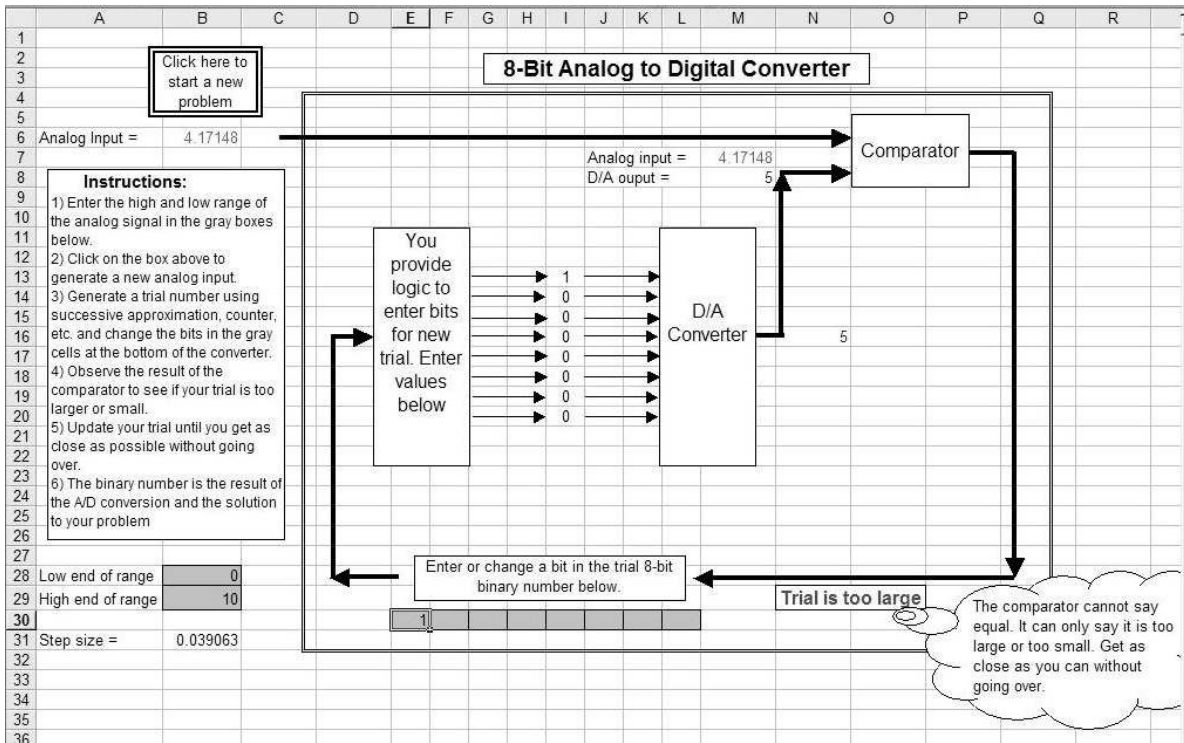 A B C D E F G H I J K L M N O P Q R
1
2
3
4
5
6
7
8
9
10
11
12
13
14
15
16
17
18
19
20
21
22
23
24
25
26
27
28
29
30
31
32
33
34
35
36
Click here to
start a new
problem
8-Bit Analog to Digital Converter
Analog Input = 4.17148
Comparator
Analog input = 4.17148
D/A ouput = 5
Instructions:
1) Enter the high and low range of
the analog signal in the gray boxes
below.
2) Click on the box above to
generate a new analog input.
3) Generate a trial number using
successive approximation, counter,
etc. and change the bits in the gray
cells at the bottom of the converter.
4) Observe the result of the
comparator to see if your trial is too
larger or small.
5) Update your trial until you get as
close as possible without going
over.
6) The binary number is the result of
the A/D conversion and the solution
to your problem
You
provide
logic to
enter bits
for new
trial. Enter
values
below
1
0
0
0
0
0
0
0
D/A
Converter
5
Low end of range 0
High end of range 10
Step size = 0.039063
Enter or change a bit in the trial 8-bit
binary number below.
1
Trial is too large
The comparator cannot say
equal. It can only say it is too
large or too small. Get as
close as you can without
going over.